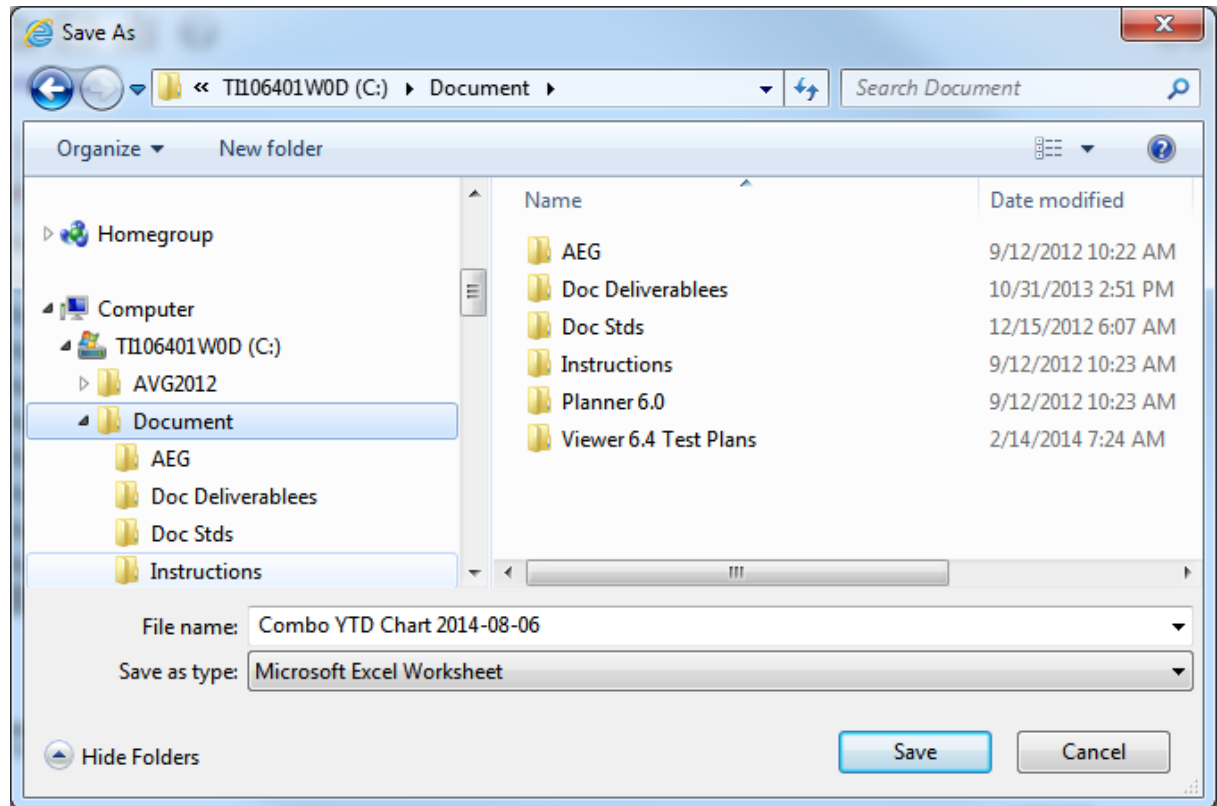 Save As
« TI106401W0D (C:) Document
Search Document
Organize New folder
Name Date modified
Homegroup
Computer
TI106401W0D (C:)
AVG2012
Document
AEG
Doc Deliverablees
Doc Stds
Instructions
AEG 9/12/2012 10:22 AM
Doc Deliverablees 10/31/2013 2:51 PM
Doc Stds 12/15/2012 6:07 AM
Instructions 9/12/2012 10:23 AM
Planner 6.0 9/12/2012 10:23 AM
Viewer 6.4 Test Plans 2/14/2014 7:24 AM
File name: Combo YTD Chart 2014-08-06
Save as type: Microsoft Excel Worksheet
Hide Folders Save Cancel